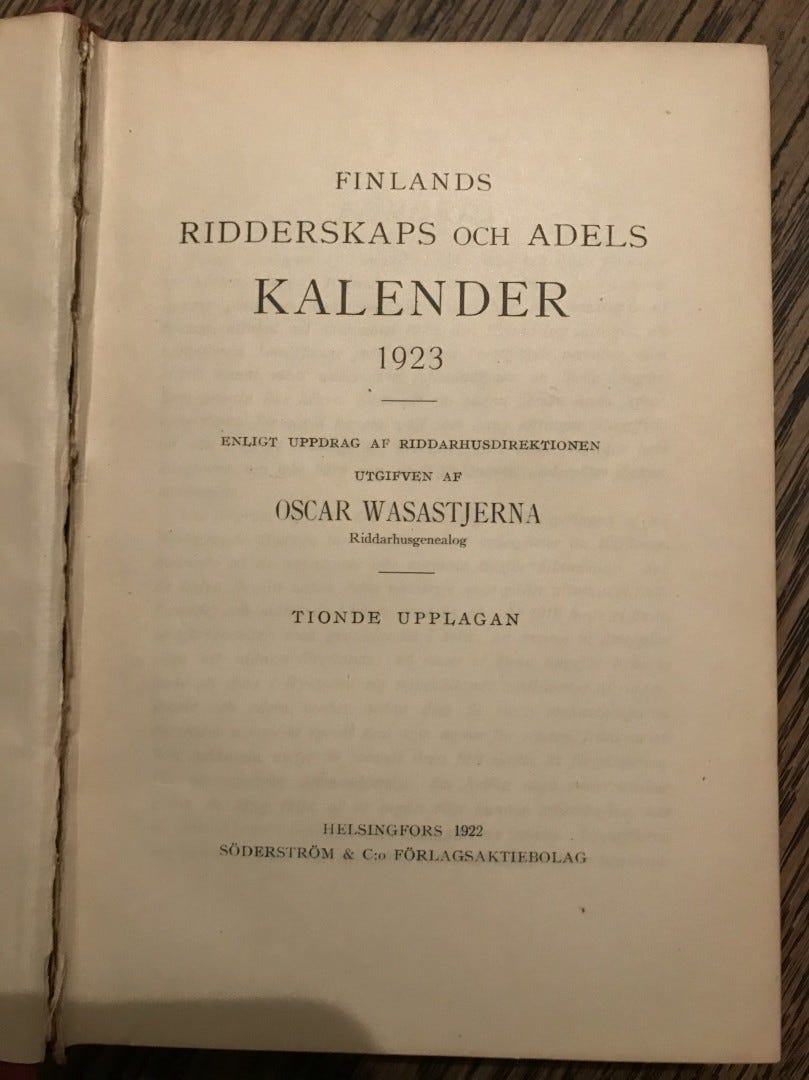 FINLANDS
RIDDERSKAPS OCH ADELS
KALENDER
1923
ENLIGT UPPDRAG AF RIDDARHUSDIREKTIONEN
UTGIFVEN AF
OSCAR WASASTJERNA
Riddarhusgenealog
TIONDE UPPLAGAN
HELSINGFORS 1922
SÖDERSTRÖM & C:o FÖRLAGSAKTIEBOLAG